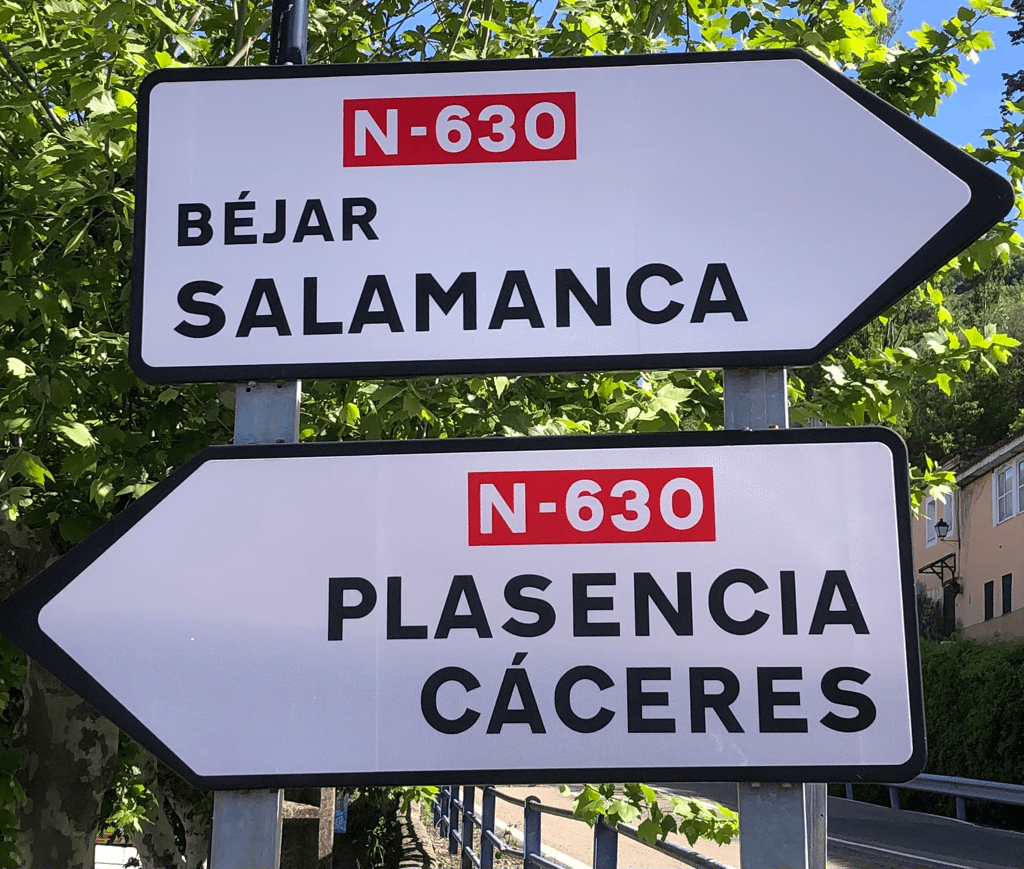 N-630
BÉJAR
SALAMANCA
N-630
PLASENCIA
CÁCERES